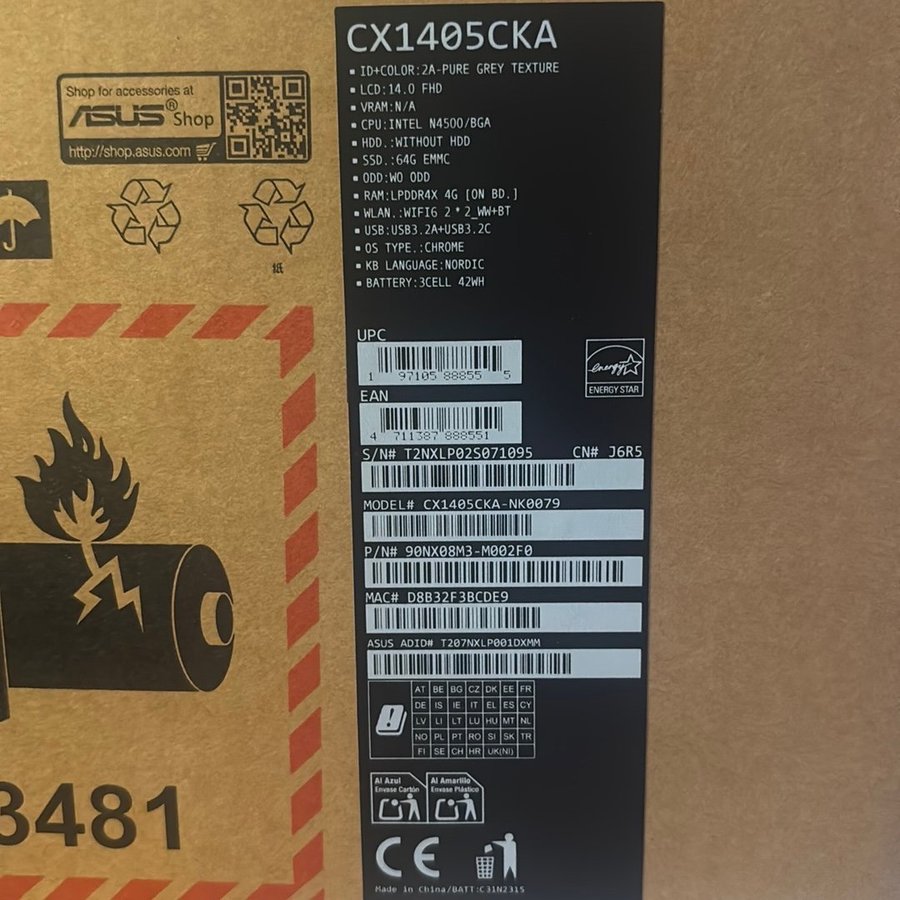 Shop for accessories at
ASUS® Shop
http://shop.asus.com
紙
3481
CX1405CKA
▪ ID+COLOR:2A-PURE GREY TEXTURE
▪ LCD:14.0 FHD
▪ VRAM:N/A
▪ CPU:INTEL N4500/BGA
▪ HDD.:WITHOUT HDD
▪ SSD.:64G EMMC
▪ ODD:WO ODD
▪ RAM:LPDDR4X 4G [ON BD.]
▪ WLAN.:WIFI6 2*2_WW+BT
▪ USB:USB3.2A+USB3.2C
▪ OS TYPE.:CHROME
▪ KB LANGUAGE:NORDIC
▪ BATTERY:3CELL 42WH
UPC
1 97105 88855 5
energy
ENERGY STAR
EAN
4 711387 888551
S/N# T2NXLP02S071095 CN# J6R5
MODEL# CX1405CKA-NK0079
P/N# 90NX08M3-M002F0
MAC# D8B32F3BCDE9
ASUS ADID# T207NXLP001DXMM
AT BE BG CZ DK EE FR
DE IS IE IT EL ES CY
LV LI LT LU HU MT NL
NO PL PT RO SI SK TR
FI SE CH HR UK(NI)
Al Azul
Envase Cartón
Al Amarillo
Envase Plástico
CE
Made in China/BATT:C31N2315